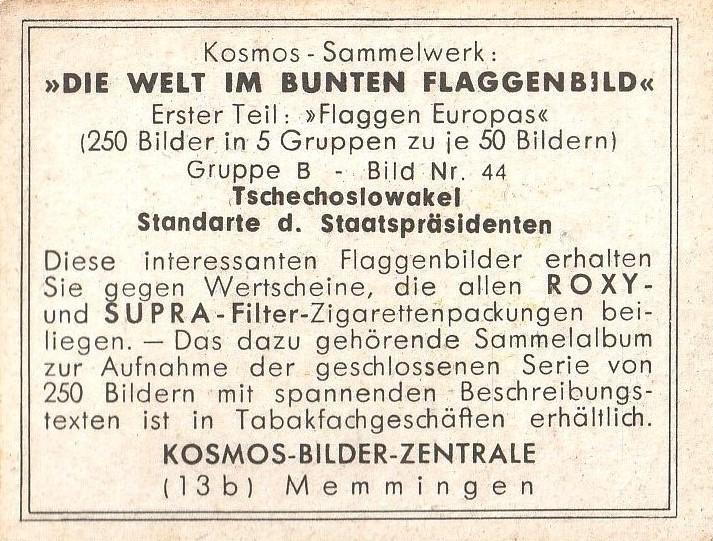 Kosmos - Sammelwerk:
»DIE WELT IM BUNTEN FLAGGENBILD«
Erster Teil: »Flaggen Europas«
(250 Bilder in 5 Gruppen zu je 50 Bildern)
Gruppe B - Bild Nr. 44
Tschechoslowakei
Standarte d. Staatspräsidenten
Diese interessanten Flaggenbilder erhalten
Sie gegen Wertscheine, die allen ROXY-
und SUPRA-Filter-Zigarettenpackungen bei-
liegen. — Das dazu gehörende Sammelalbum
zur Aufnahme der geschlossenen Serie von
250 Bildern mit spannenden Beschreibungs-
texten ist in Tabakfachgeschäften erhältlich.
KOSMOS-BILDER-ZENTRALE
(13b) Memmingen